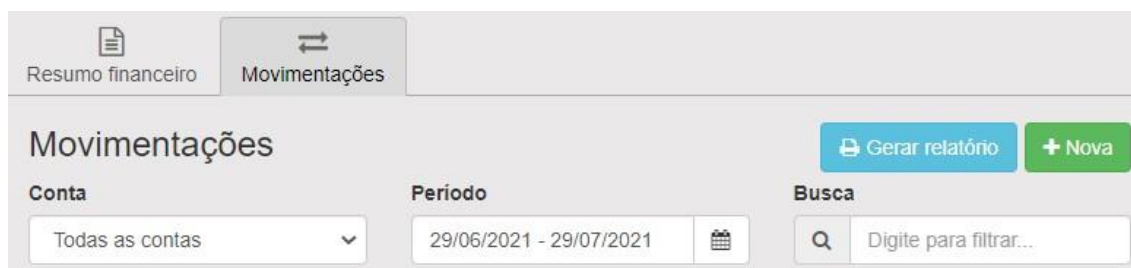 Resumo financeiro
Movimentações
Movimentações
Gerar relatório
+ Nova
Conta
Período
Busca
Todas as contas
29/06/2021 - 29/07/2021
Digite para filtrar...